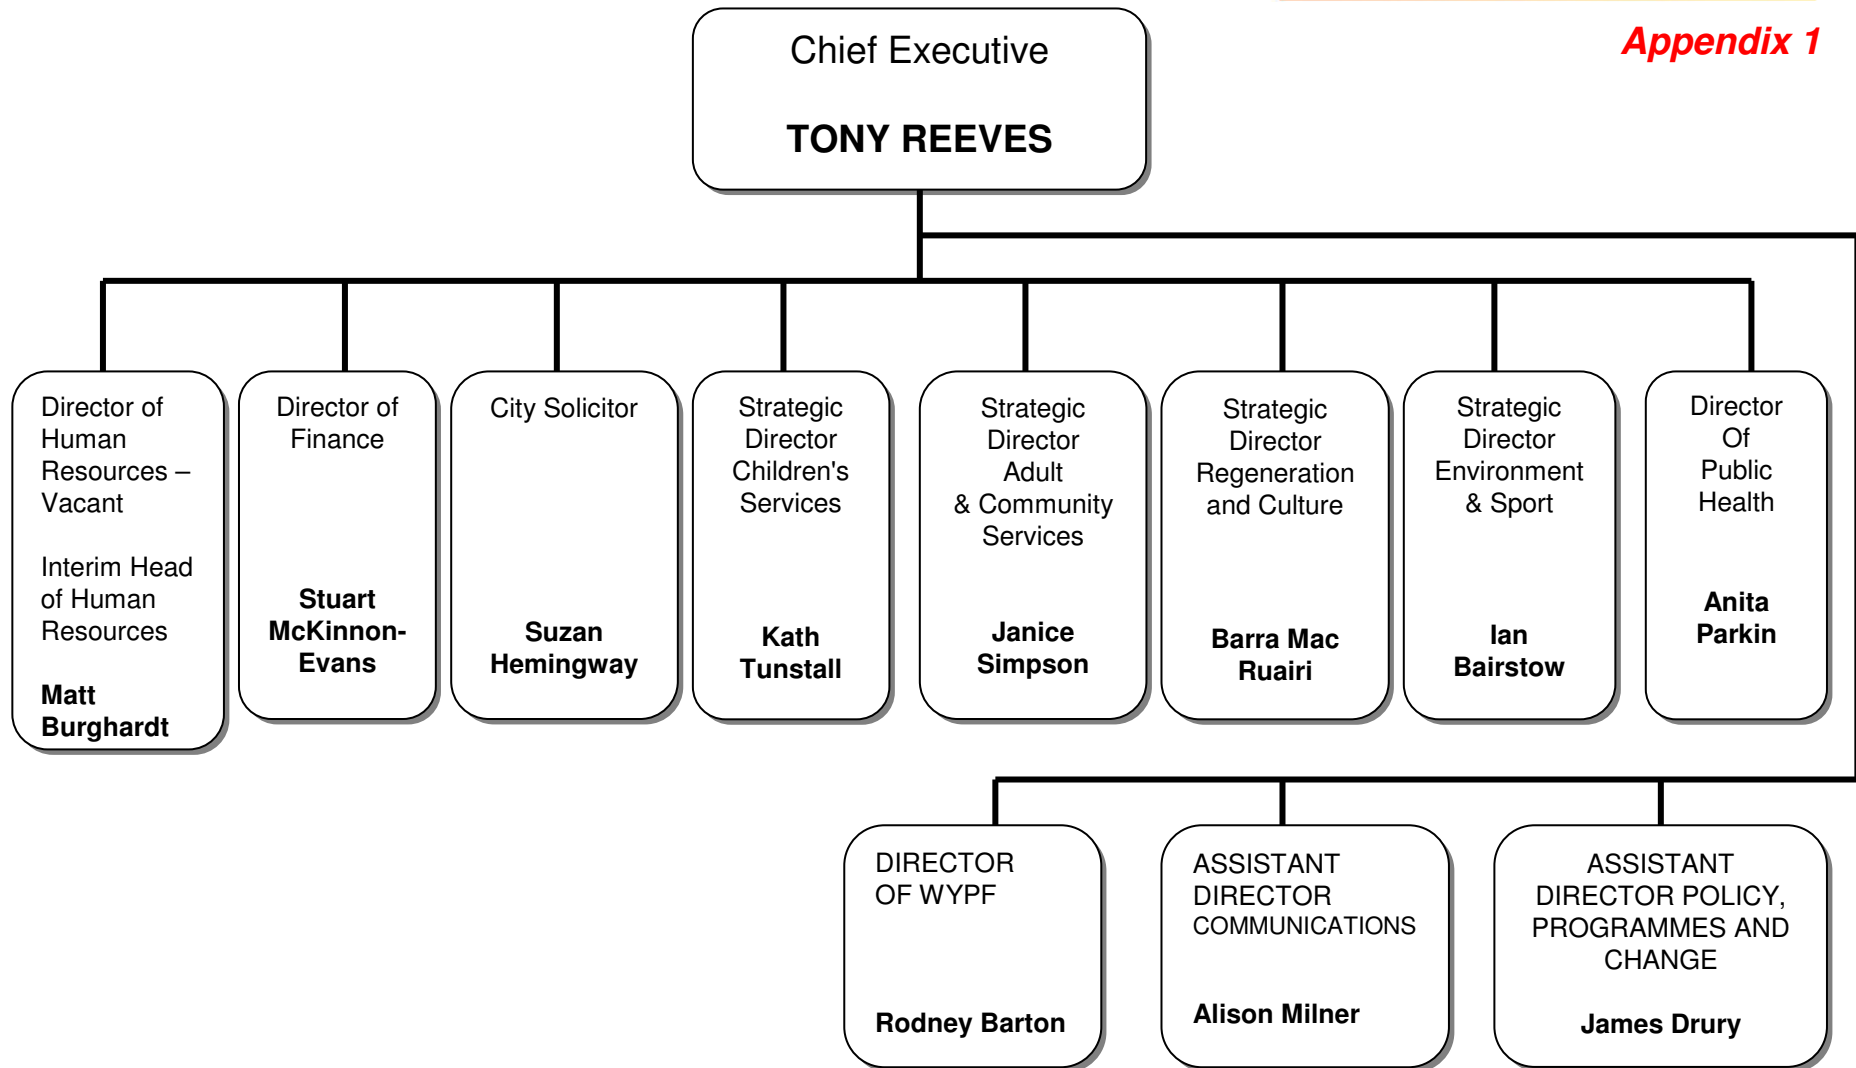 Appendix 1
Chief Executive
TONY REEVES
Director of
Human
Resources –
Vacant
Interim Head
of Human
Resources
Matt
Burghardt
Director of
Finance
Stuart
McKinnon-
Evans
City Solicitor
Suzan
Hemingway
Strategic
Director
Children's
Services
Kath
Tunstall
Strategic
Director
Adult
& Community
Services
Janice
Simpson
Strategic
Director
Regeneration
and Culture
Barra Mac
Ruairi
Strategic
Director
Environment
& Sport
Ian
Bairstow
Director
Of
Public
Health
Anita
Parkin
DIRECTOR
OF WYPF
Rodney Barton
ASSISTANT
DIRECTOR
COMMUNICATIONS
Alison Milner
ASSISTANT
DIRECTOR POLICY,
PROGRAMMES AND
CHANGE
James Drury